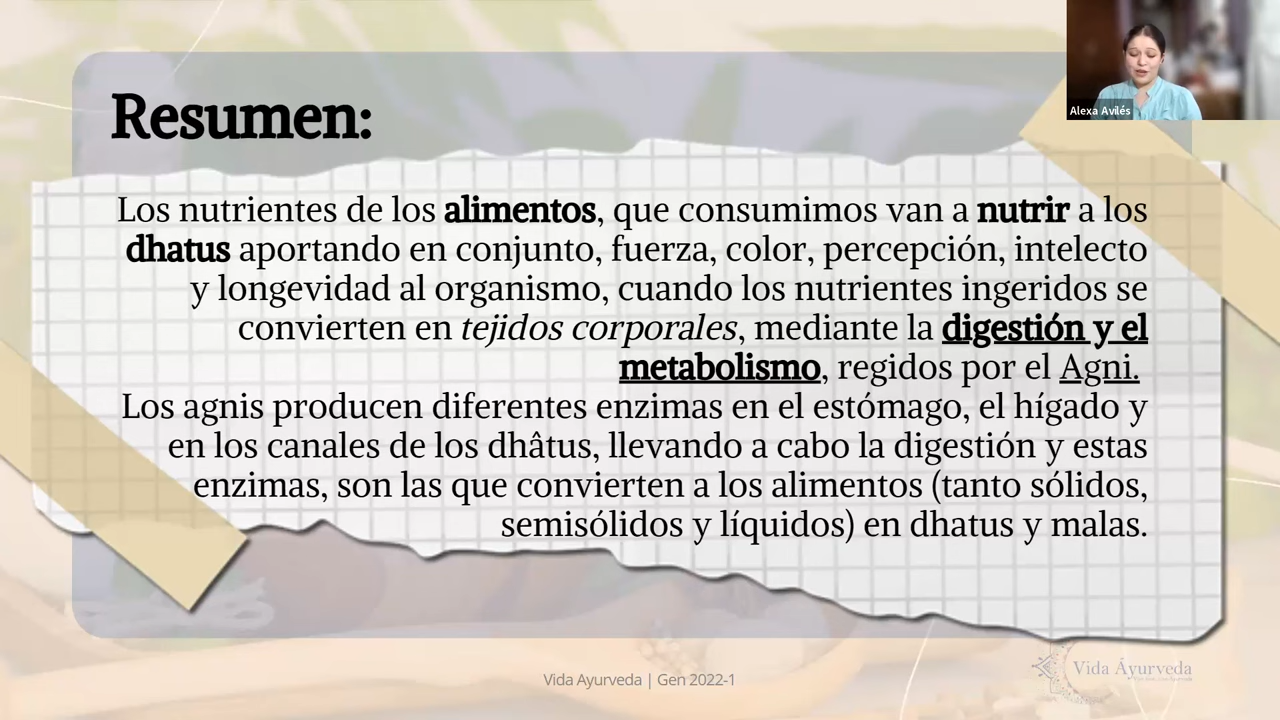 Alexa Avilés
Resumen:
Los nutrientes de los alimentos, que consumimos van a nutrir a los
dhatus aportando en conjunto, fuerza, color, percepción, intelecto
y longevidad al organismo, cuando los nutrientes ingeridos se
convierten en tejidos corporales, mediante la digestión y el
metabolismo, regidos por el Agni.
Los agnis producen diferentes enzimas en el estómago, el hígado y
en los canales de los dhâtus, llevando a cabo la digestión y estas
enzimas, son las que convierten a los alimentos (tanto sólidos,
semisólidos y líquidos) en dhatus y malas.
Vida Ayurveda | Gen 2022-1
Vida Áyurveda